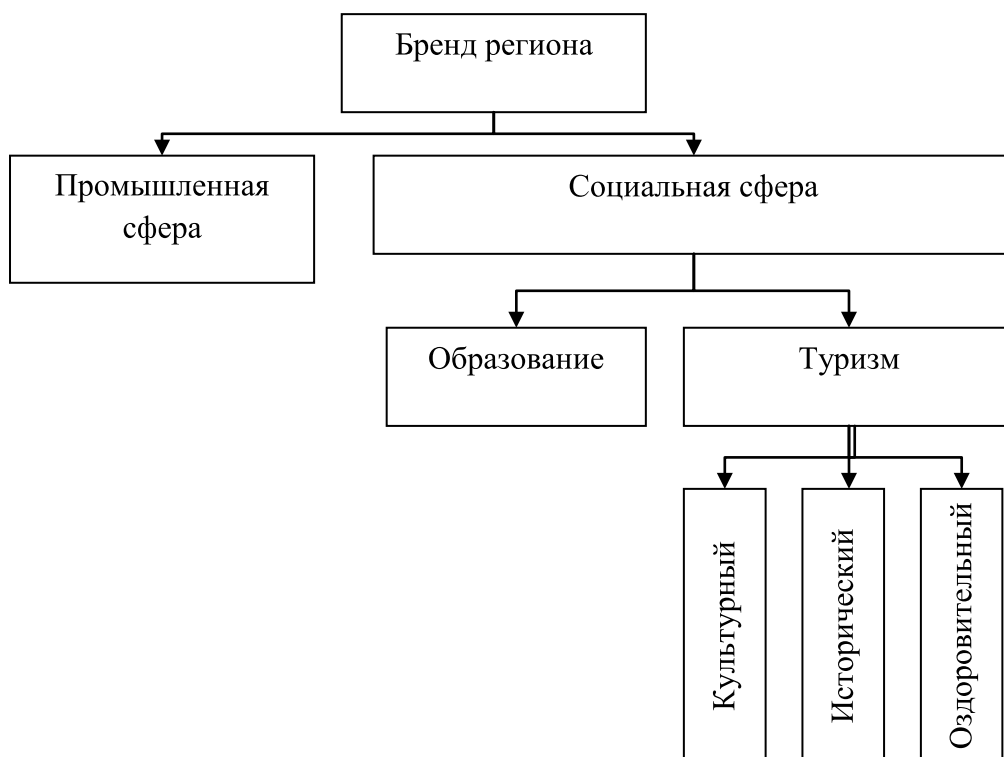 Бренд региона
Промышленная
сфера
Социальная сфера
Образование
Туризм
Культурный
Исторический
Оздоровительный